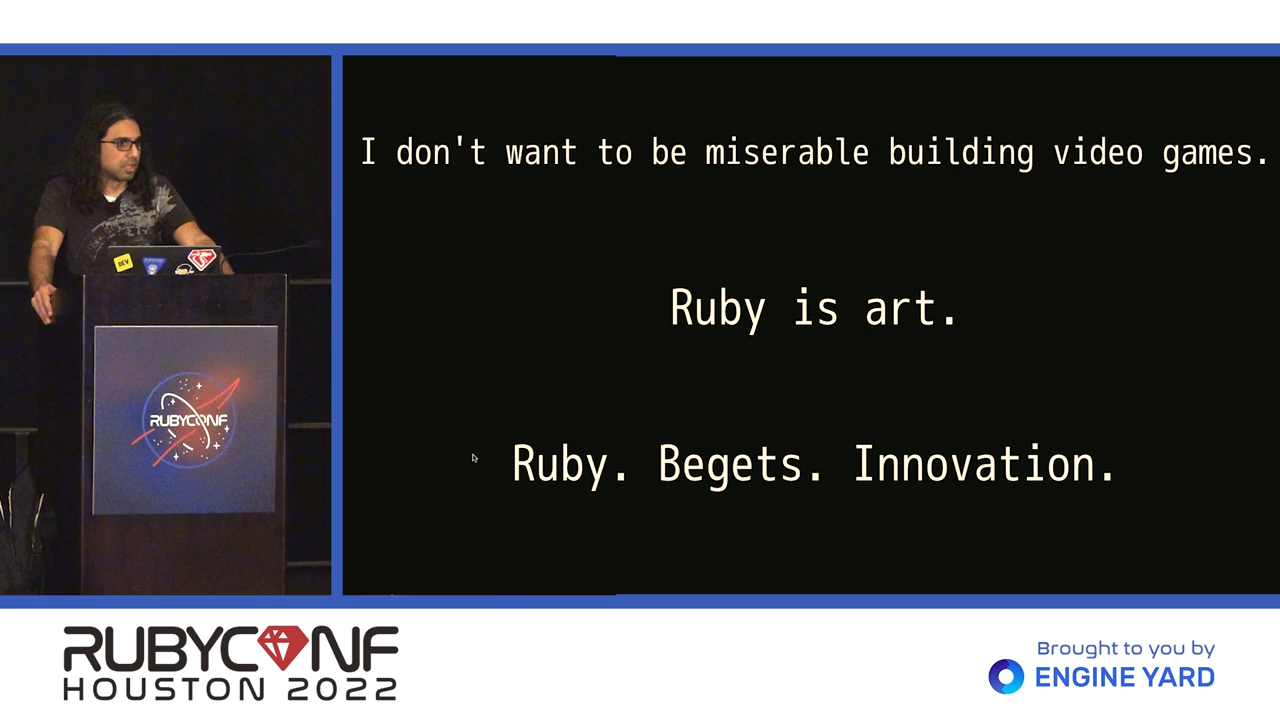 I don't want to be miserable building video games.
Ruby is art.
Ruby. Begets. Innovation.
DEV
RUBYCONF
RUBYCONF
HOUSTON 2022
Brought to you by
ENGINE YARD